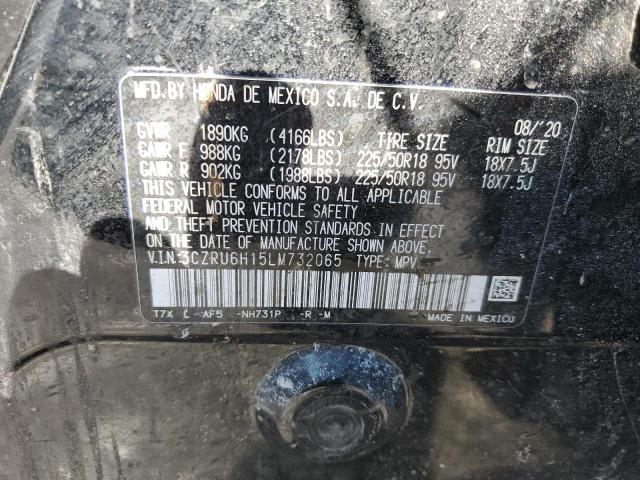 MFD.BY HONDA DE MEXICO S.A. DE C.V.
08/'20
GVWR 1890KG (4166LBS) TIRE SIZE RIM SIZE
GAWR F 988KG (2178LBS) 225/50R18 95V 18X7.5J
GAWR R 902KG (1988LBS) 225/50R18 95V 18X7.5J
THIS VEHICLE CONFORMS TO ALL APPLICABLE
FEDERAL MOTOR VEHICLE SAFETY
AND THEFT PREVENTION STANDARDS IN EFFECT
ON THE DATE OF MANUFACTURE SHOWN ABOVE.
V.I.N:3CZRU6H15LM732065 TYPE: MPV
T7X L -AF5 -NH731P -R -M MADE IN MEXICO